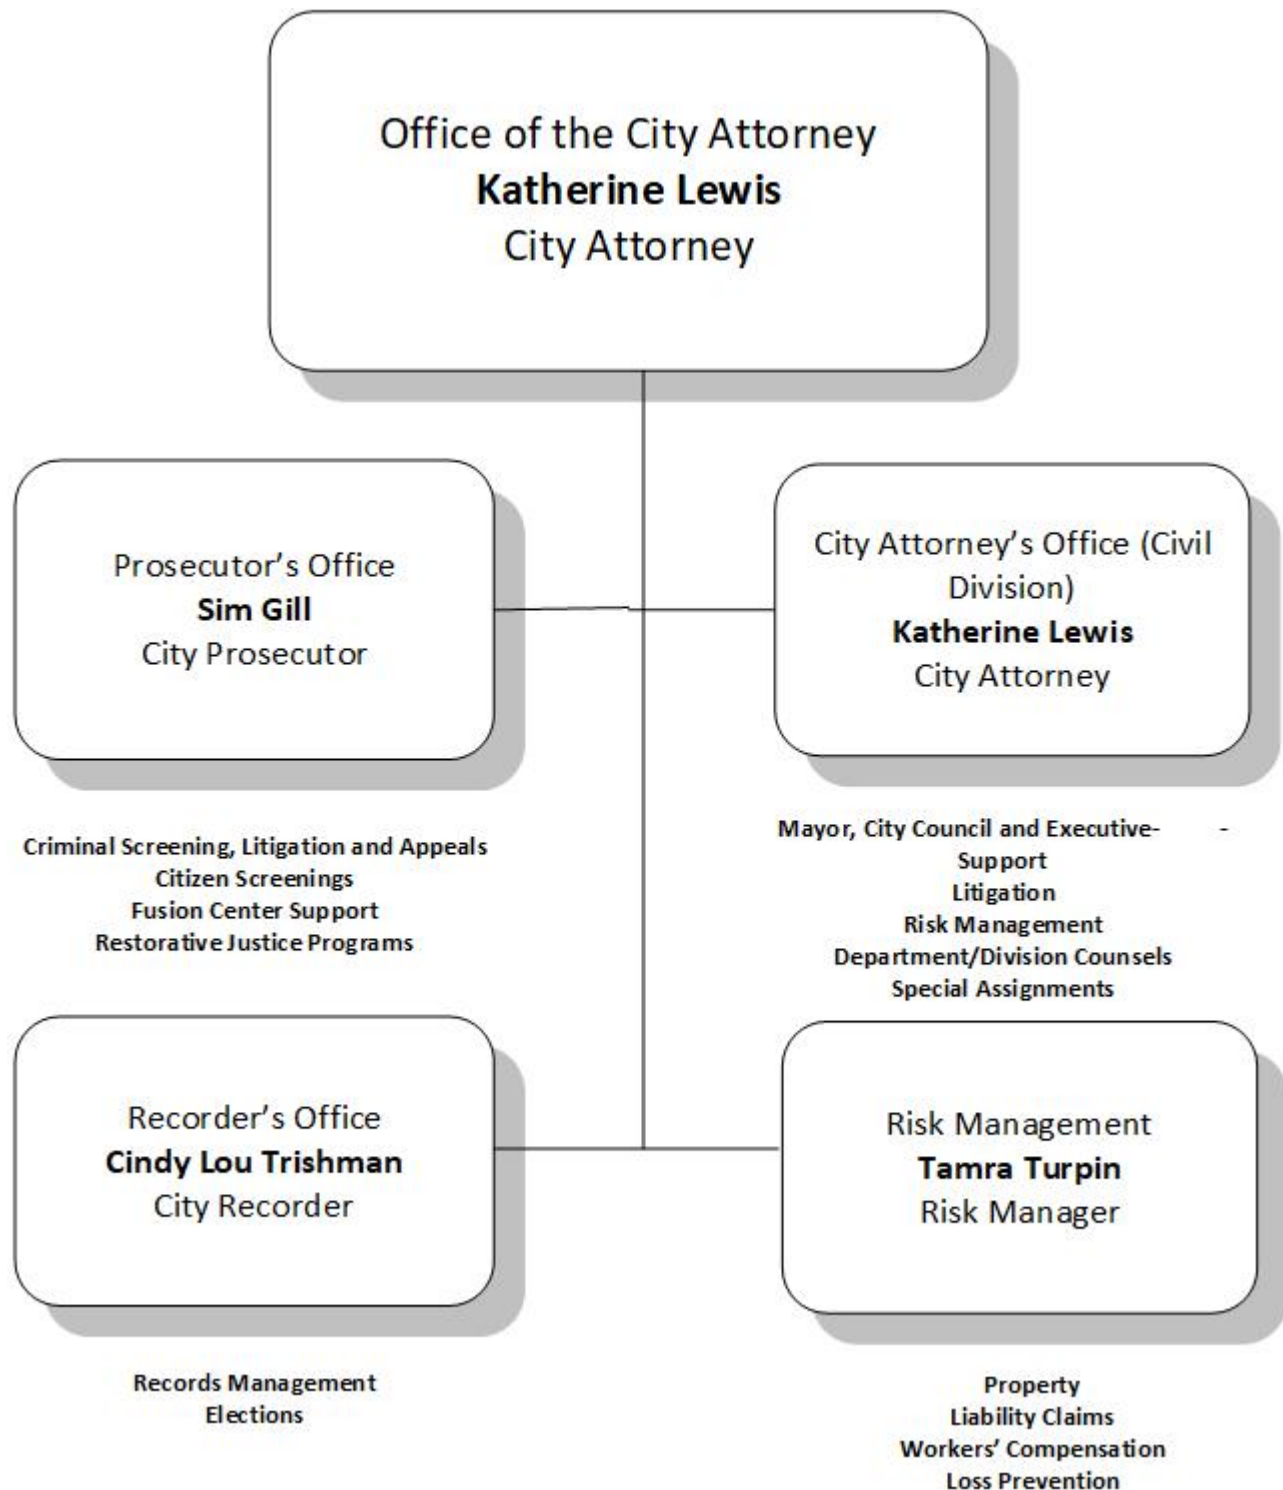 Office of the City Attorney
Katherine Lewis
City Attorney
Prosecutor's Office
Sim Gill
City Prosecutor
City Attorney's Office (Civil
Division)
Katherine Lewis
City Attorney
Criminal Screening, Litigation and Appeals
Citizen Screenings
Fusion Center Support
Restorative Justice Programs
Mayor, City Council and Executive- -
Support
Litigation
Risk Management
Department/Division Counsels
Special Assignments
Recorder's Office
Cindy Lou Trishman
City Recorder
Risk Management
Tamra Turpin
Risk Manager
Records Management
Elections
Property
Liability Claims
Workers' Compensation
Loss Prevention